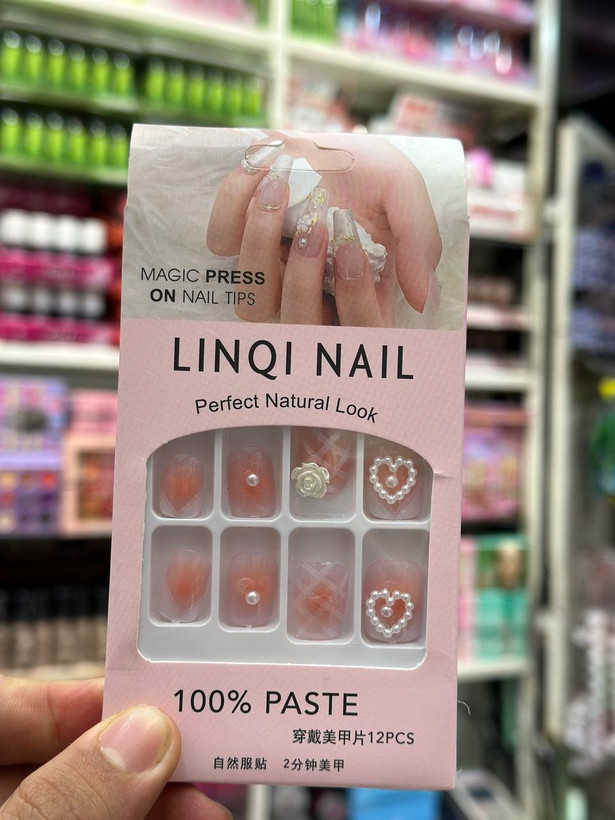 MAGIC PRESS
ON NAIL TIPS
LINQI NAIL
Perfect Natural Look
100% PASTE
穿戴美甲片12PCS
自然服贴 2分钟美甲